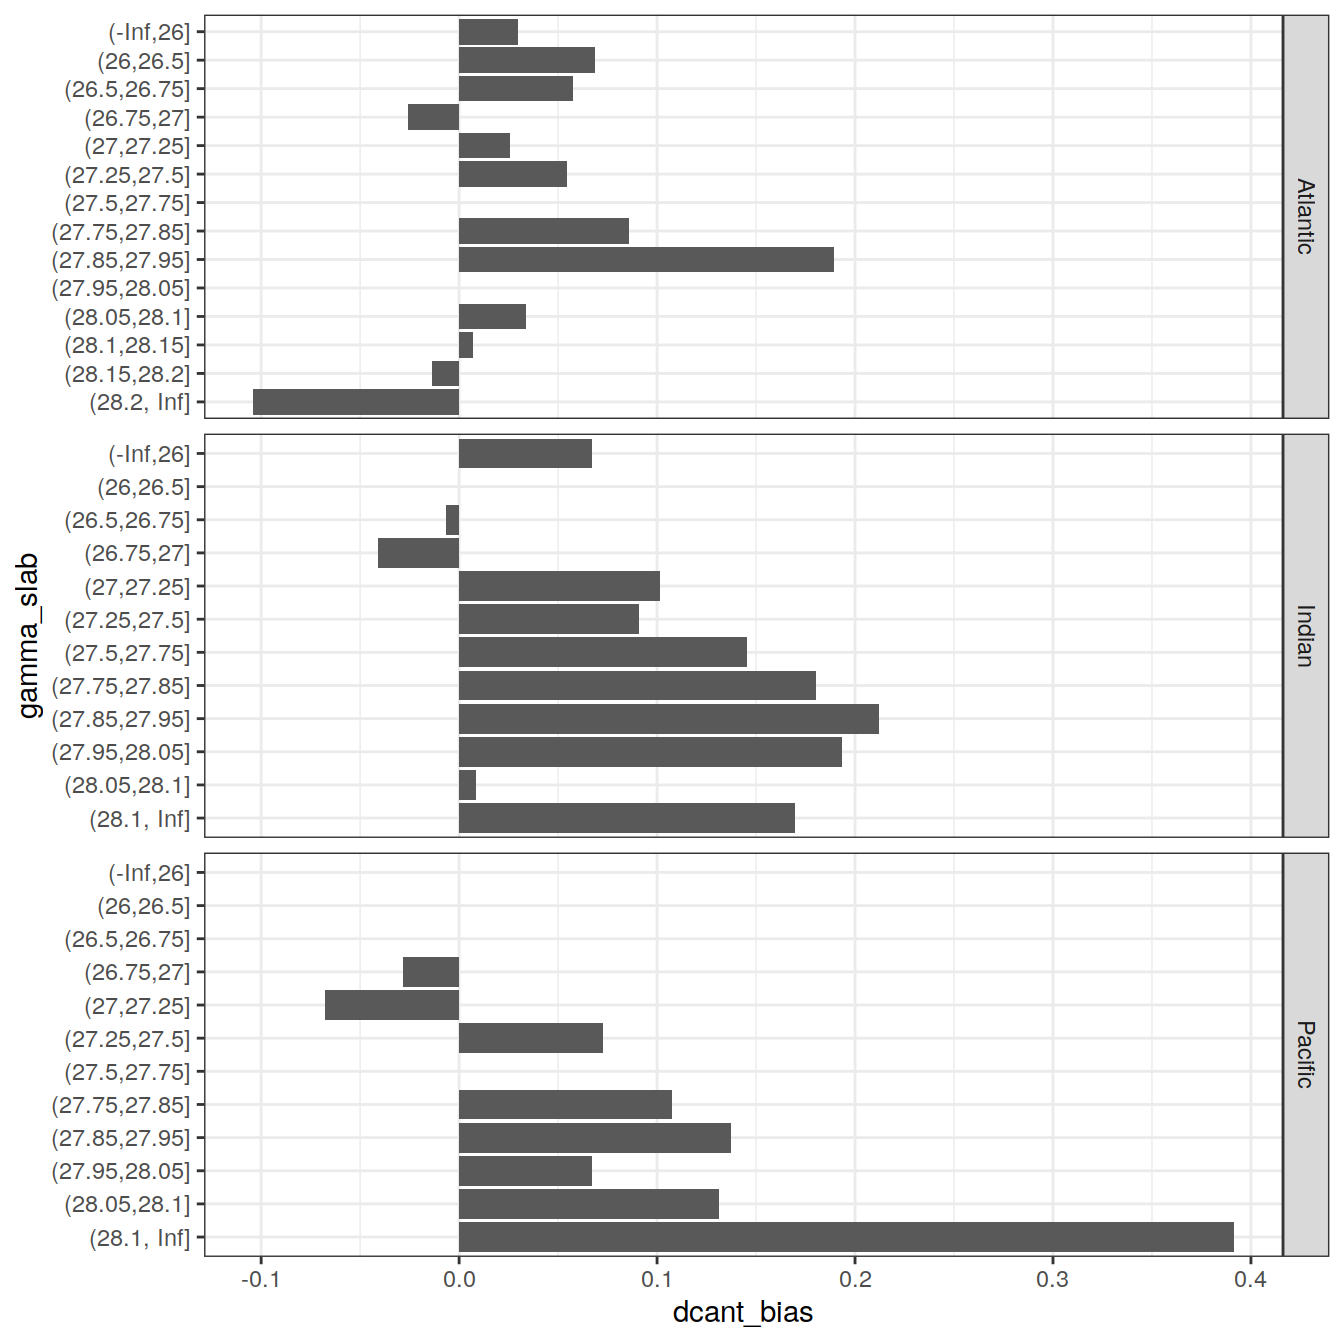 (-Inf,26]
(26,26.5]
(26.5,26.75]
(26.75,27]
(27,27.25]
(27.25,27.5]
(27.5,27.75]
(27.75,27.85]
(27.85,27.95]
(27.95,28.05]
(28.05,28.1]
(28.1,28.15]
(28.15,28.2]
(28.2, Inf]
Atlantic
(-Inf,26]
(26,26.5]
(26.5,26.75]
(26.75,27]
(27,27.25]
(27.25,27.5]
(27.5,27.75]
(27.75,27.85]
(27.85,27.95]
(27.95,28.05]
(28.05,28.1]
(28.1, Inf]
Indian
gamma_slab
(-Inf,26]
(26,26.5]
(26.5,26.75]
(26.75,27]
(27,27.25]
(27.25,27.5]
(27.5,27.75]
(27.75,27.85]
(27.85,27.95]
(27.95,28.05]
(28.05,28.1]
(28.1, Inf]
Pacific
-0.1 0.0 0.1 0.2 0.3 0.4
dcant_bias